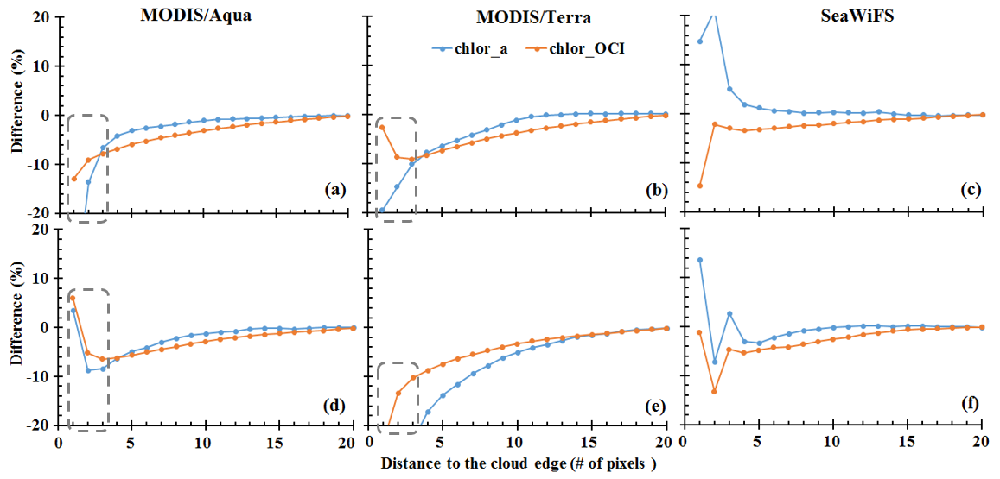 MODIS/Aqua
MODIS/Terra
SeaWiFS
chlor_a
chlor_OCI
Difference (%)
20
10
0
-10
-20
(a)
(b)
(c)
Difference (%)
20
10
0
-10
-20
(d)
(e)
(f)
0 5 10 15 20
0 5 10 15 20
0 5 10 15 20
Distance to the cloud edge (# of pixels )